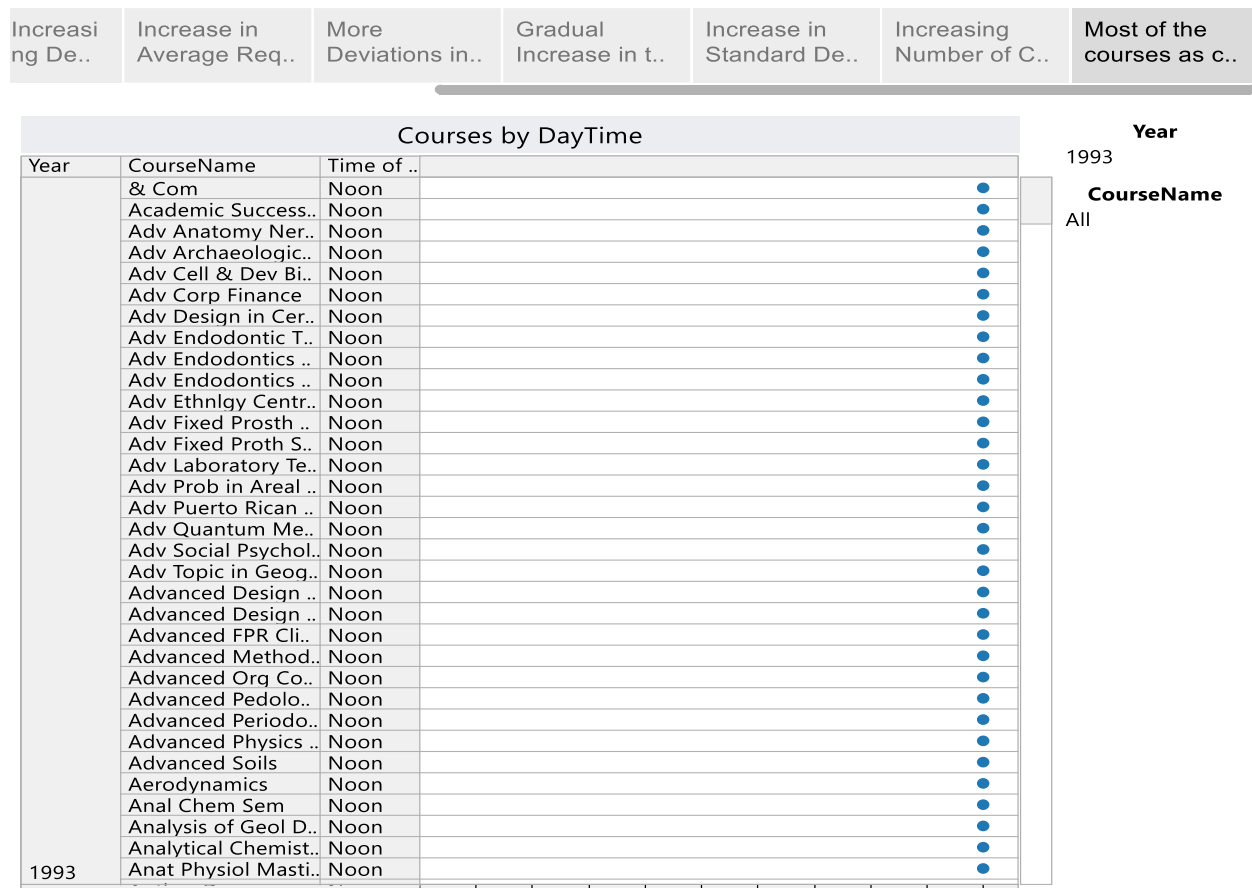 Increasi
ng De..
Increase in
Average Req..
More
Deviations in..
Gradual
Increase in t..
Increase in
Standard De..
Increasing
Number of C..
Most of the
courses as c..
Courses by DayTime
Year CourseName Time of ..
& Com Noon
Academic Success.. Noon
Adv Anatomy Ner.. Noon
Adv Archaeologic.. Noon
Adv Cell & Dev Bi.. Noon
Adv Corp Finance Noon
Adv Design in Cer.. Noon
Adv Endodontic T.. Noon
Adv Endodontics .. Noon
Adv Endodontics .. Noon
Adv Ethnlgy Centr.. Noon
Adv Fixed Prosth .. Noon
Adv Fixed Proth S.. Noon
Adv Laboratory Te.. Noon
Adv Prob in Areal .. Noon
Adv Puerto Rican .. Noon
Adv Quantum Me.. Noon
Adv Social Psychol.. Noon
Adv Topic in Geog.. Noon
Advanced Design .. Noon
Advanced Design .. Noon
Advanced FPR Cli.. Noon
Advanced Method.. Noon
Advanced Org Co.. Noon
Advanced Pedolo.. Noon
Advanced Periodo.. Noon
Advanced Physics .. Noon
Advanced Soils Noon
Aerodynamics Noon
Anal Chem Sem Noon
Analysis of Geol D.. Noon
Analytical Chemist.. Noon
1993 Anat Physiol Masti.. Noon
Year
1993
CourseName
All